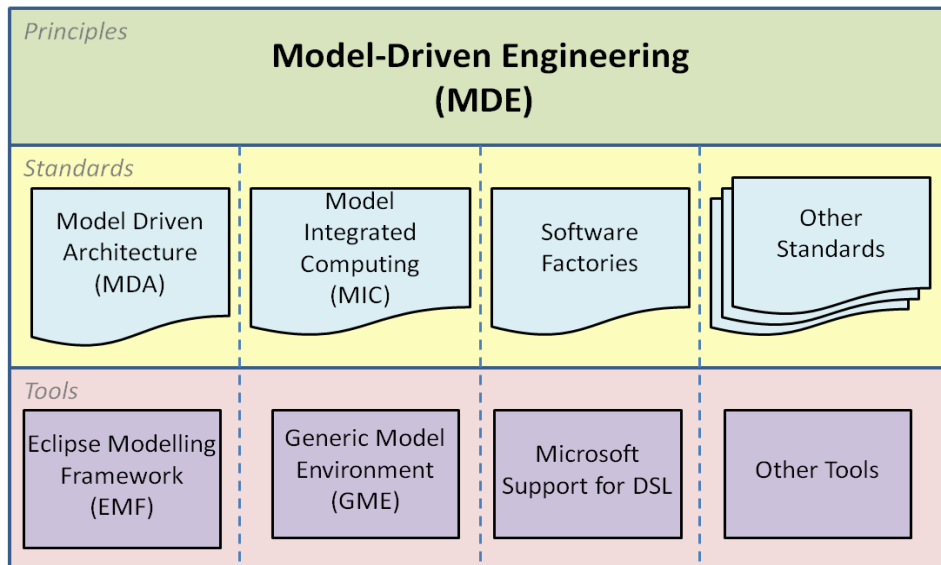 Principles
Model-Driven Engineering
(MDE)
Standards
Model Driven
Architecture
(MDA)
Model
Integrated
Computing
(MIC)
Software
Factories
Other
Standards
Tools
Eclipse Modelling
Framework
(EMF)
Generic Model
Environment
(GME)
Microsoft
Support for DSL
Other Tools